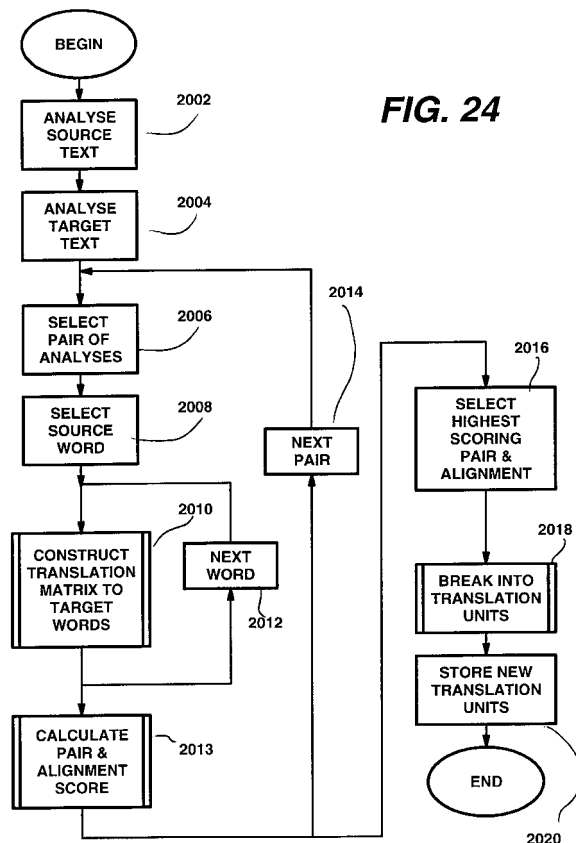 BEGIN
FIG. 24
2002
ANALYSE
SOURCE
TEXT
2004
ANALYSE
TARGET
TEXT
2014
2006
SELECT
PAIR OF
ANALYSES
2008
SELECT
SOURCE
WORD
NEXT
PAIR
2010
CONSTRUCT
TRANSLATION
MATRIX TO
TARGET
WORDS
NEXT
WORD
2012
2013
CALCULATE
PAIR &
ALIGNMENT
SCORE
2016
SELECT
HIGHEST
SCORING
PAIR &
ALIGNMENT
2018
BREAK INTO
TRANSLATION
UNITS
STORE NEW
TRANSLATION
UNITS
END
2020